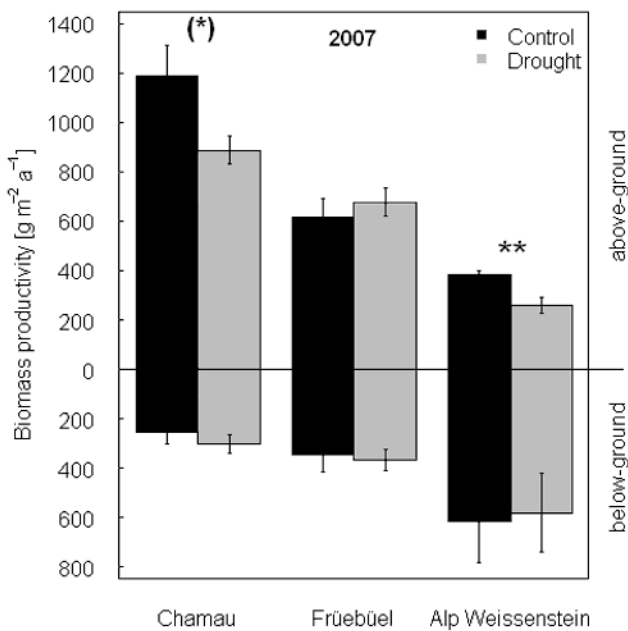 1400
1200
1000
800
600
400
200
0
200
400
600
800
Biomass productivity [g m⁻² a⁻¹]
(*)
2007
Control
Drought
**
above-ground
below-ground
Chamau Früebüel Alp Weissenstein